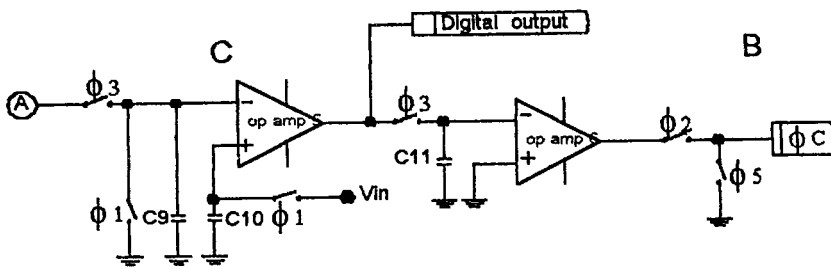 Digital output
C
B
A
ϕ3
op amp
ϕ3
op amp
ϕ2
ϕC
C11
ϕ5
ϕ1
C9
C10
ϕ1
Vin